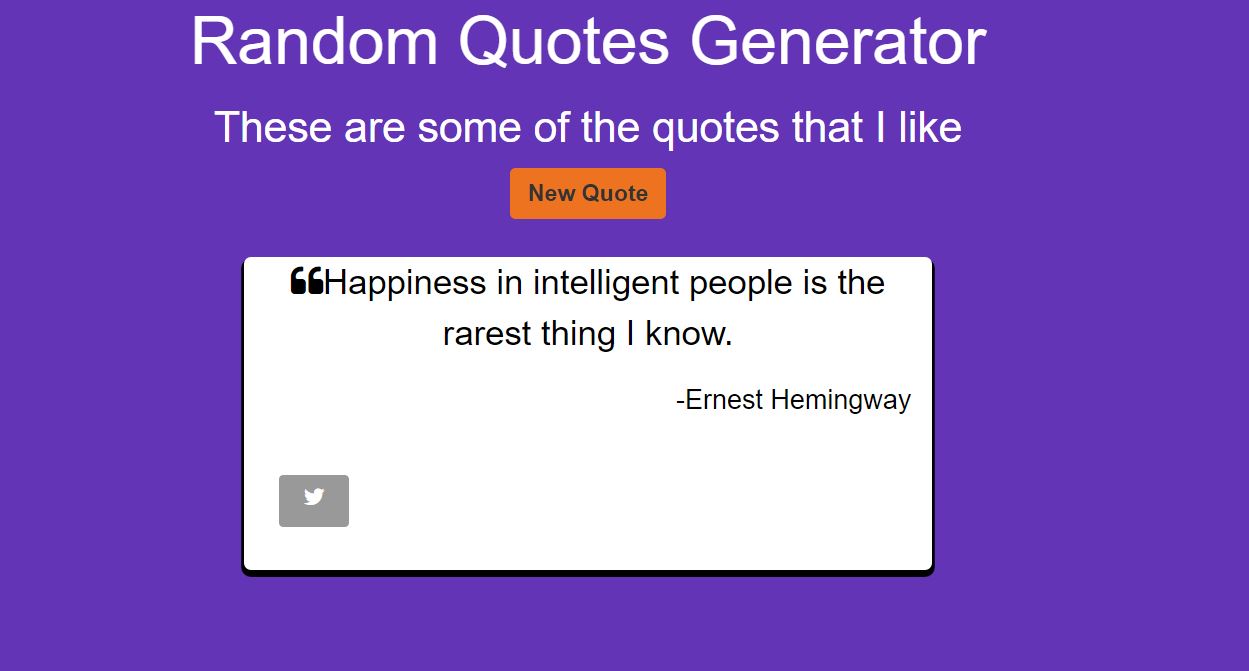 Random Quotes Generator
These are some of the quotes that I like
New Quote
❝Happiness in intelligent people is the
rarest thing I know.
-Ernest Hemingway